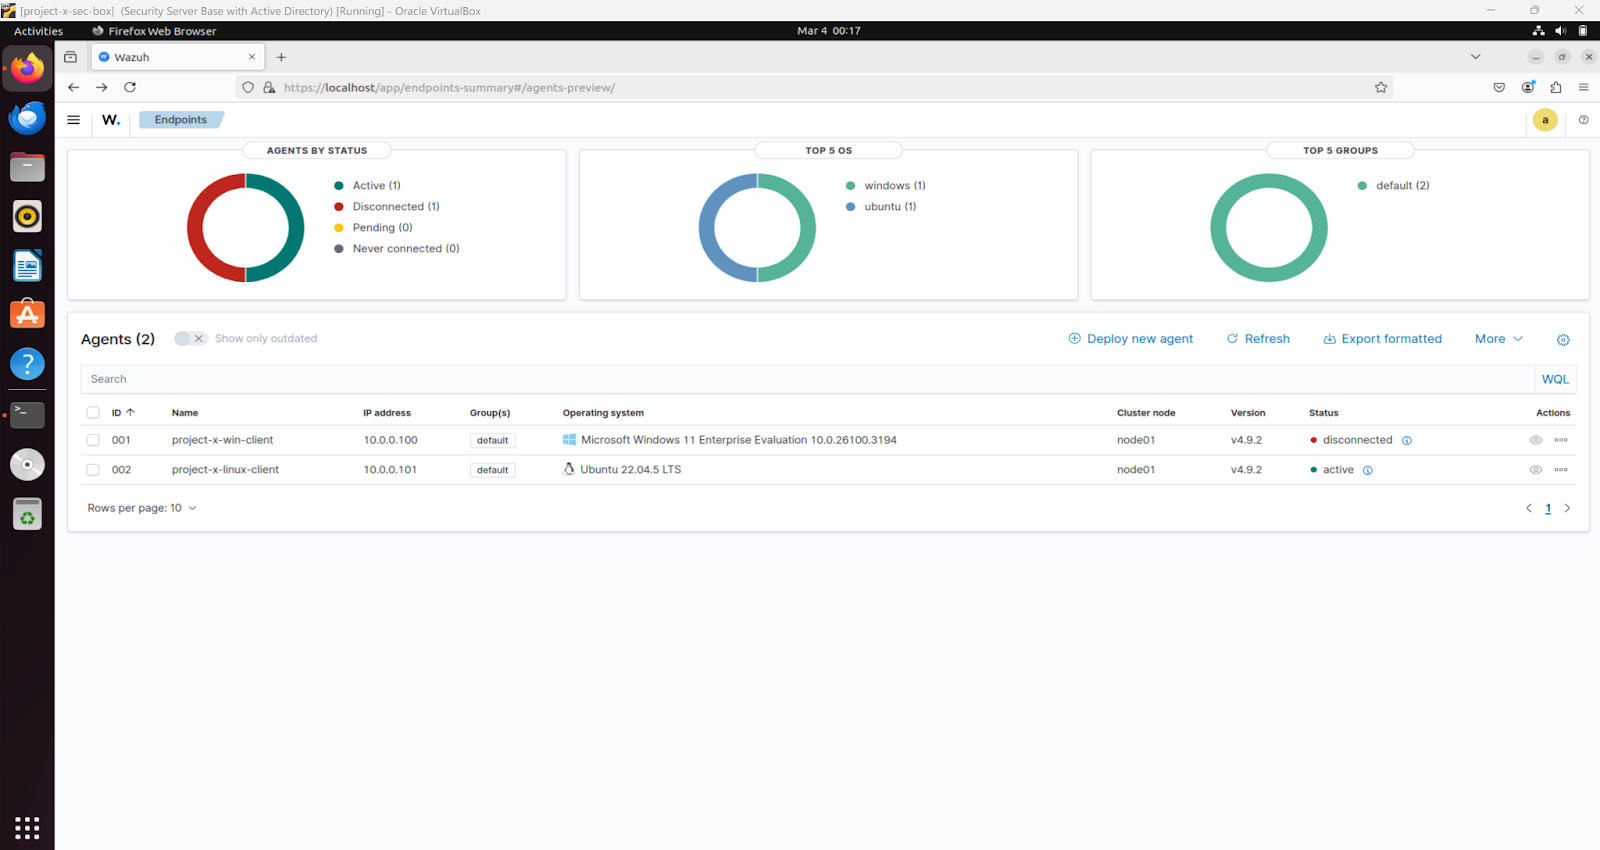 [project-x-sec-box] (Security Server Base with Active Directory) [Running] - Oracle VirtualBox
Activities Firefox Web Browser Mar 4 00:17
Wazuh
https://localhost/app/endpoints-summary#/agents-preview/
W. Endpoints a
AGENTS BY STATUS
Active (1)
Disconnected (1)
Pending (0)
Never connected (0)
TOP 5 OS
windows (1)
ubuntu (1)
TOP 5 GROUPS
default (2)
Agents (2) Show only outdated Deploy new agent Refresh Export formatted More
Search WQL
ID Name IP address Group(s) Operating system Cluster node Version Status Actions
001 project-x-win-client 10.0.0.100 default Microsoft Windows 11 Enterprise Evaluation 10.0.26100.3194 node01 v4.9.2 disconnected
002 project-x-linux-client 10.0.0.101 default Ubuntu 22.04.5 LTS node01 v4.9.2 active
Rows per page: 10 1